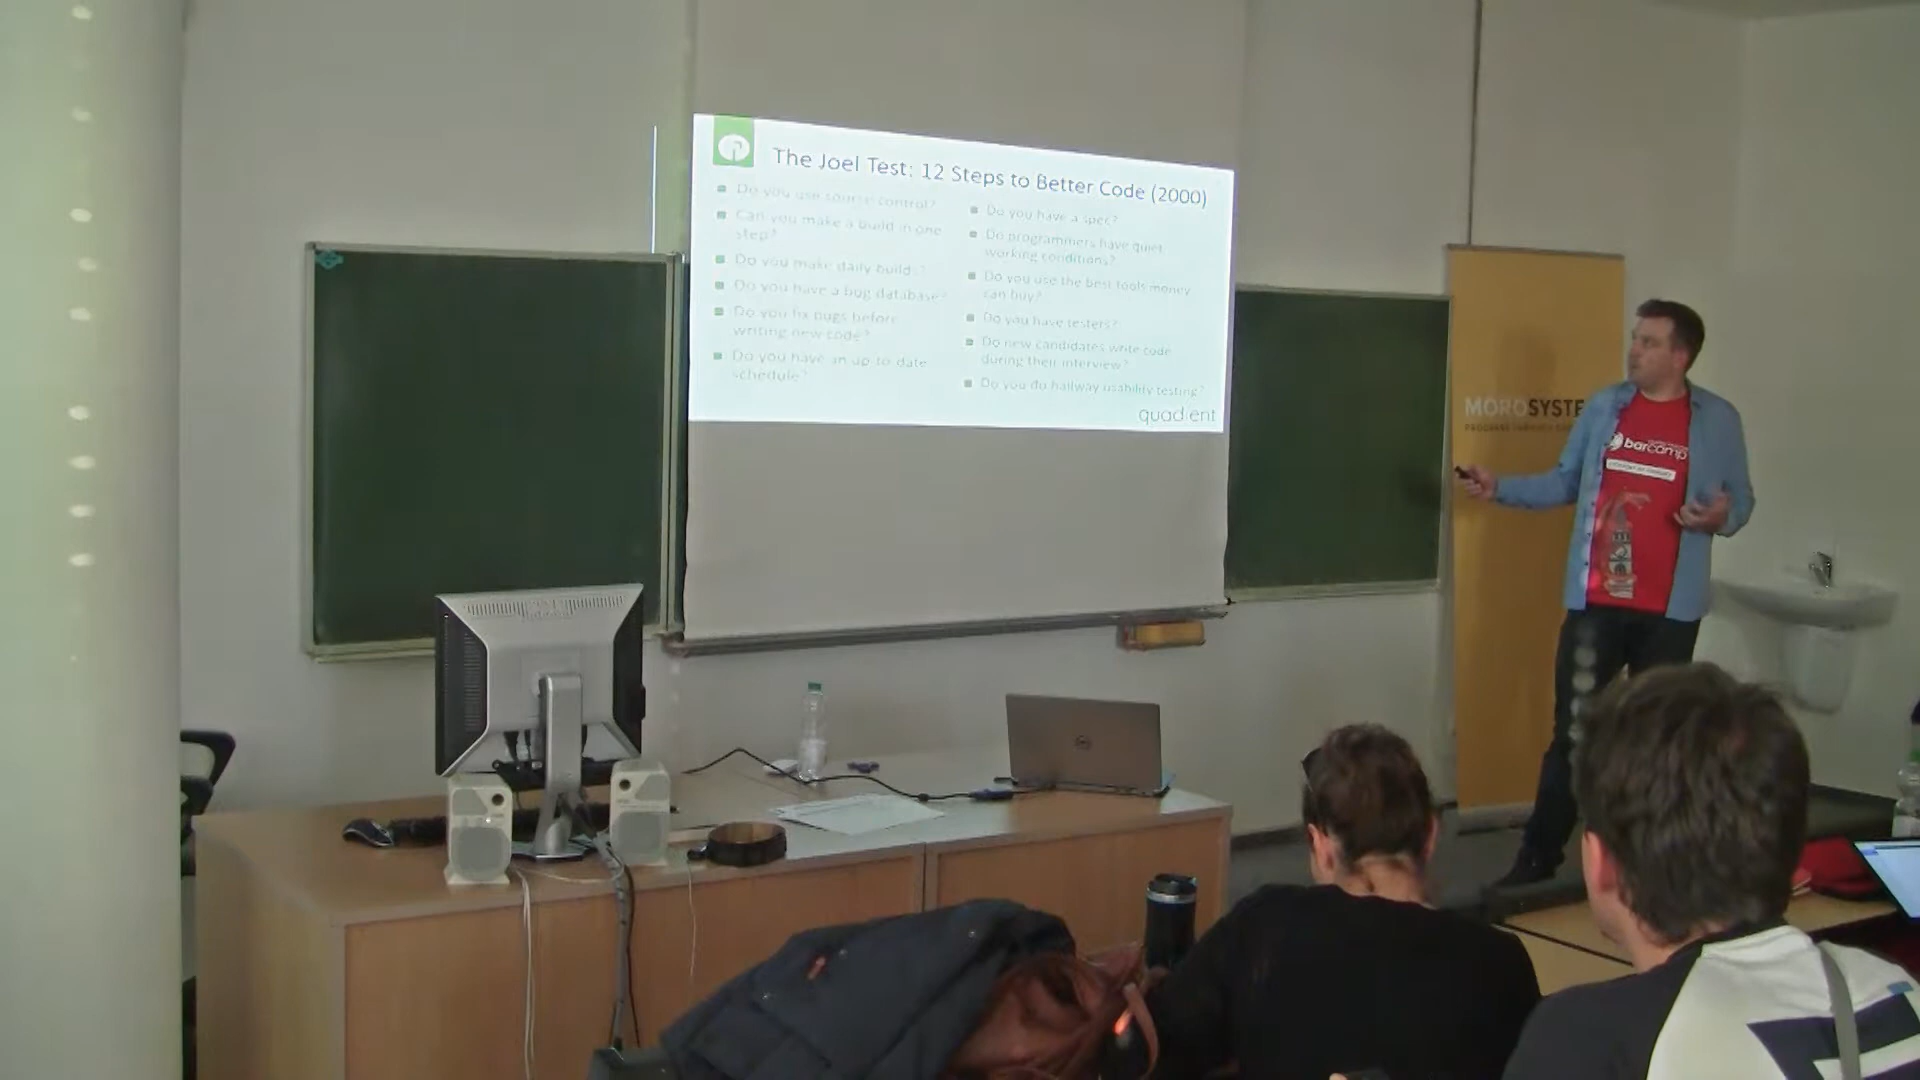 The Joel Test: 12 Steps to Better Code (2000)
Do you use source control?
Can you make a build in one
step?
Do you make daily builds?
Do you have a bug database?
Do you fix bugs before
writing new code?
Do you have an up-to-date
schedule?
Do you have a spec?
Do programmers have quiet
working conditions?
Do you use the best tools money
can buy?
Do you have testers?
Do new candidates write code
during their interview?
Do you do hallway usability testing?
quadient
MOROSYSTE
barcamp